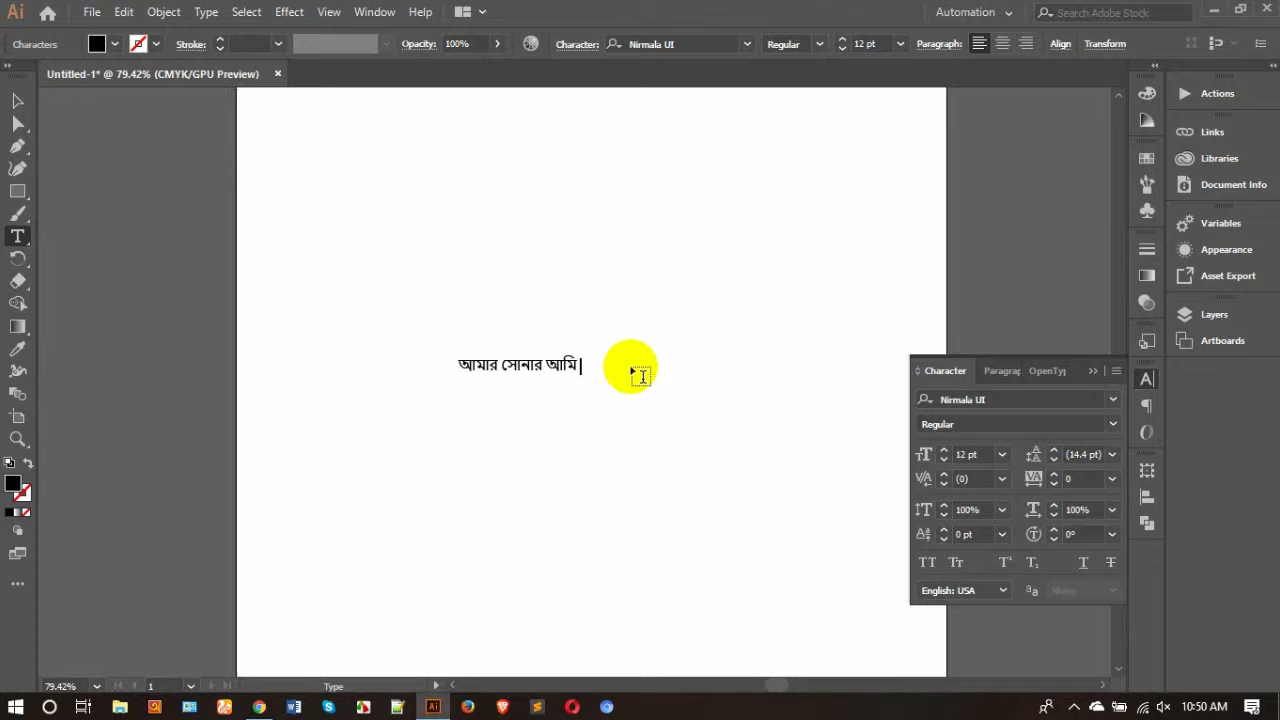 Ai File Edit Object Type Select Effect View Window Help Automation Search Adobe Stock
Characters Stroke: Opacity: 100% Character: Nirmala UI Regular 12 pt Paragraph: Align Transform
Untitled-1* @ 79.42% (CMYK/GPU Preview)
Actions
Links
Libraries
Document Info
Variables
Appearance
Asset Export
Layers
Artboards
আমার সোনার আমি
Character Paragrap OpenTyp
Nirmala UI
Regular
12 pt (14.4 pt)
(0) 0
100% 100%
0 pt 0°
English: USA Sharp
79.42% 1 Type
10:50 AM